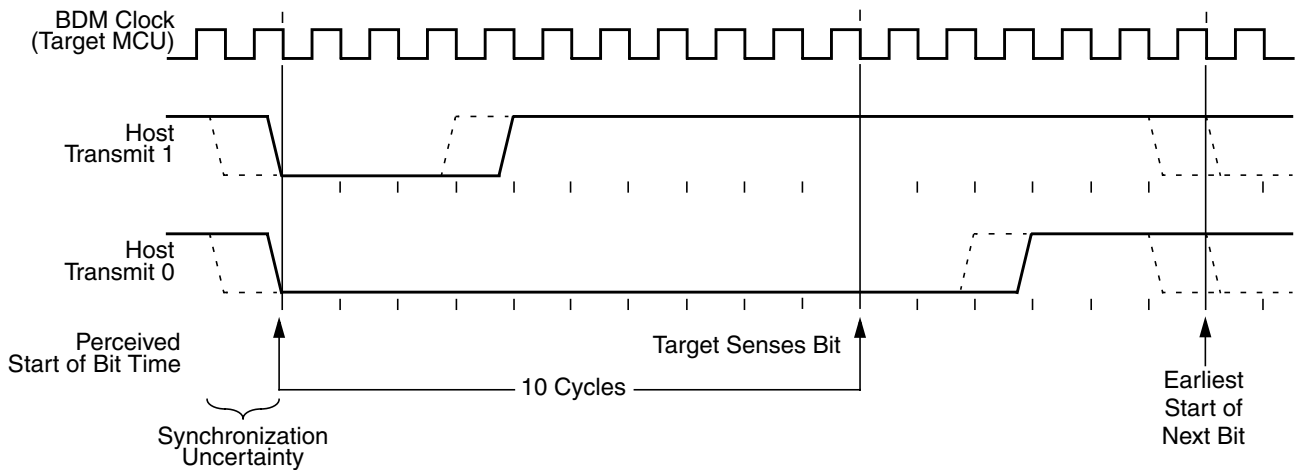 BDM Clock
(Target MCU)
Host
Transmit 1
Host
Transmit 0
Perceived
Start of Bit Time
Target Senses Bit
10 Cycles
Earliest
Start of
Next Bit
Synchronization
Uncertainty